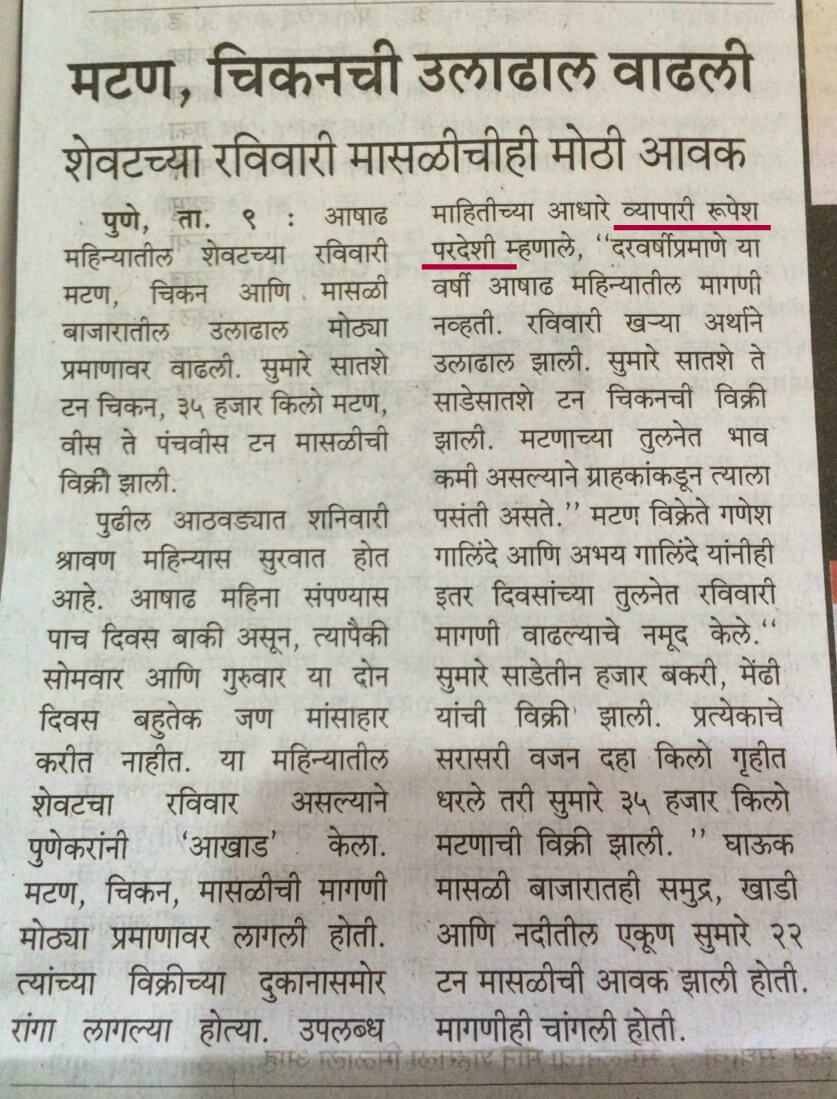 मटण, चिकनची उलाढाल वाढली
शेवटच्या रविवारी मासळीचीही मोठी आवक
पुणे, ता. ९ : आषाढ
महिन्यातील शेवटच्या रविवारी
मटण, चिकन आणि मासळी
बाजारातील उलाढाल मोठ्या
प्रमाणावर वाढली. सुमारे सातशे
टन चिकन, ३५ हजार किलो मटण,
वीस ते पंचवीस टन मासळीची
विक्री झाली.
पुढील आठवड्यात शनिवारी
श्रावण महिन्यास सुरवात होत
आहे. आषाढ महिना संपण्यास
पाच दिवस बाकी असून, त्यापैकी
सोमवार आणि गुरुवार या दोन
दिवस बहुतेक जण मांसाहार
करीत नाहीत. या महिन्यातील
शेवटचा रविवार असल्याने
पुणेकरांनी 'आखाड' केला.
मटण, चिकन, मासळीची मागणी
मोठ्या प्रमाणावर लागली होती.
त्यांच्या विक्रीच्या दुकानासमोर
रांगा लागल्या होत्या. उपलब्ध
माहितीच्या आधारे व्यापारी रूपेश
परदेशी म्हणाले, "दरवर्षीप्रमाणे या
वर्षी आषाढ महिन्यातील मागणी
नव्हती. रविवारी खऱ्या अर्थाने
उलाढाल झाली. सुमारे सातशे ते
साडेसातशे टन चिकनची विक्री
झाली. मटणाच्या तुलनेत भाव
कमी असल्याने ग्राहकांकडून त्याला
पसंती असते." मटण विक्रेते गणेश
गालिंदे आणि अभय गालिंदे यांनीही
इतर दिवसांच्या तुलनेत रविवारी
मागणी वाढल्याचे नमूद केले."
सुमारे साडेतीन हजार बकरी, मेंढी
यांची विक्री झाली. प्रत्येकाचे
सरासरी वजन दहा किलो गृहीत
धरले तरी सुमारे ३५ हजार किलो
मटणाची विक्री झाली. " घाऊक
मासळी बाजारातही समुद्र, खाडी
आणि नदीतील एकूण सुमारे २२
टन मासळीची आवक झाली होती.
मागणीही चांगली होती.